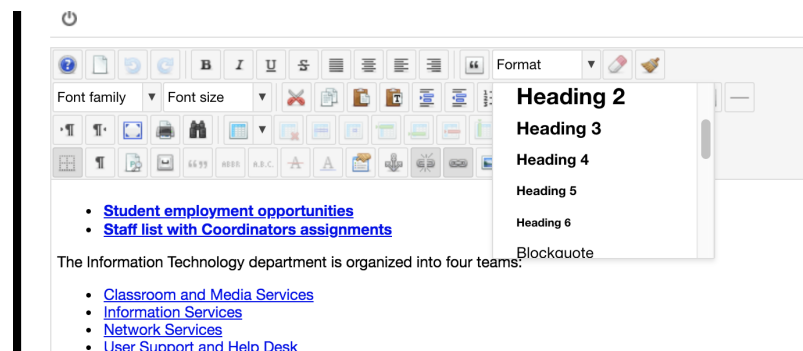 B I U S Format
Font family Font size
Heading 2
Heading 3
Heading 4
Heading 5
Heading 6
Blockquote
ABBR A.B.C. A A
Student employment opportunities
Staff list with Coordinators assignments
The Information Technology department is organized into four teams:
Classroom and Media Services
Information Services
Network Services
User Support and Help Desk